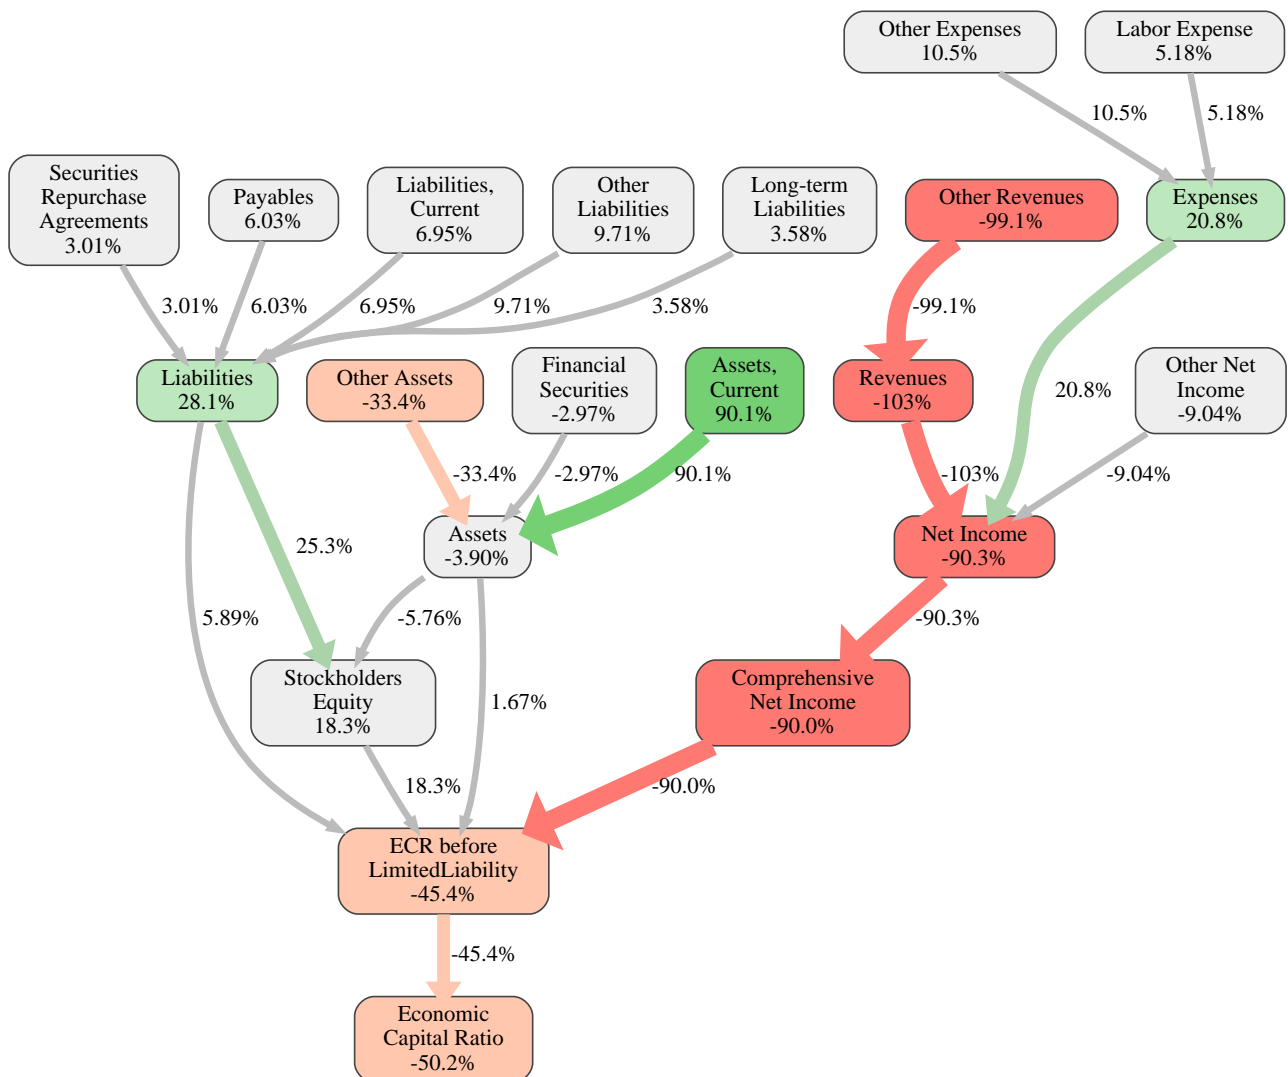 Other Expenses
10.5%
Labor Expense
5.18%
10.5%
5.18%
Securities
Repurchase
Agreements
3.01%
Payables
6.03%
Liabilities,
Current
6.95%
Other
Liabilities
9.71%
Long-term
Liabilities
3.58%
Other Revenues
-99.1%
Expenses
20.8%
3.01%
6.03%
6.95%
9.71%
3.58%
-99.1%
Liabilities
28.1%
Other Assets
-33.4%
Financial
Securities
-2.97%
Assets,
Current
90.1%
Revenues
-103%
20.8%
Other Net
Income
-9.04%
-33.4%
-2.97%
90.1%
-103%
-9.04%
Assets
-3.90%
Net Income
-90.3%
25.3%
5.89%
-5.76%
-90.3%
Stockholders
Equity
18.3%
1.67%
Comprehensive
Net Income
-90.0%
18.3%
-90.0%
ECR before
LimitedLiability
-45.4%
-45.4%
Economic
Capital Ratio
-50.2%